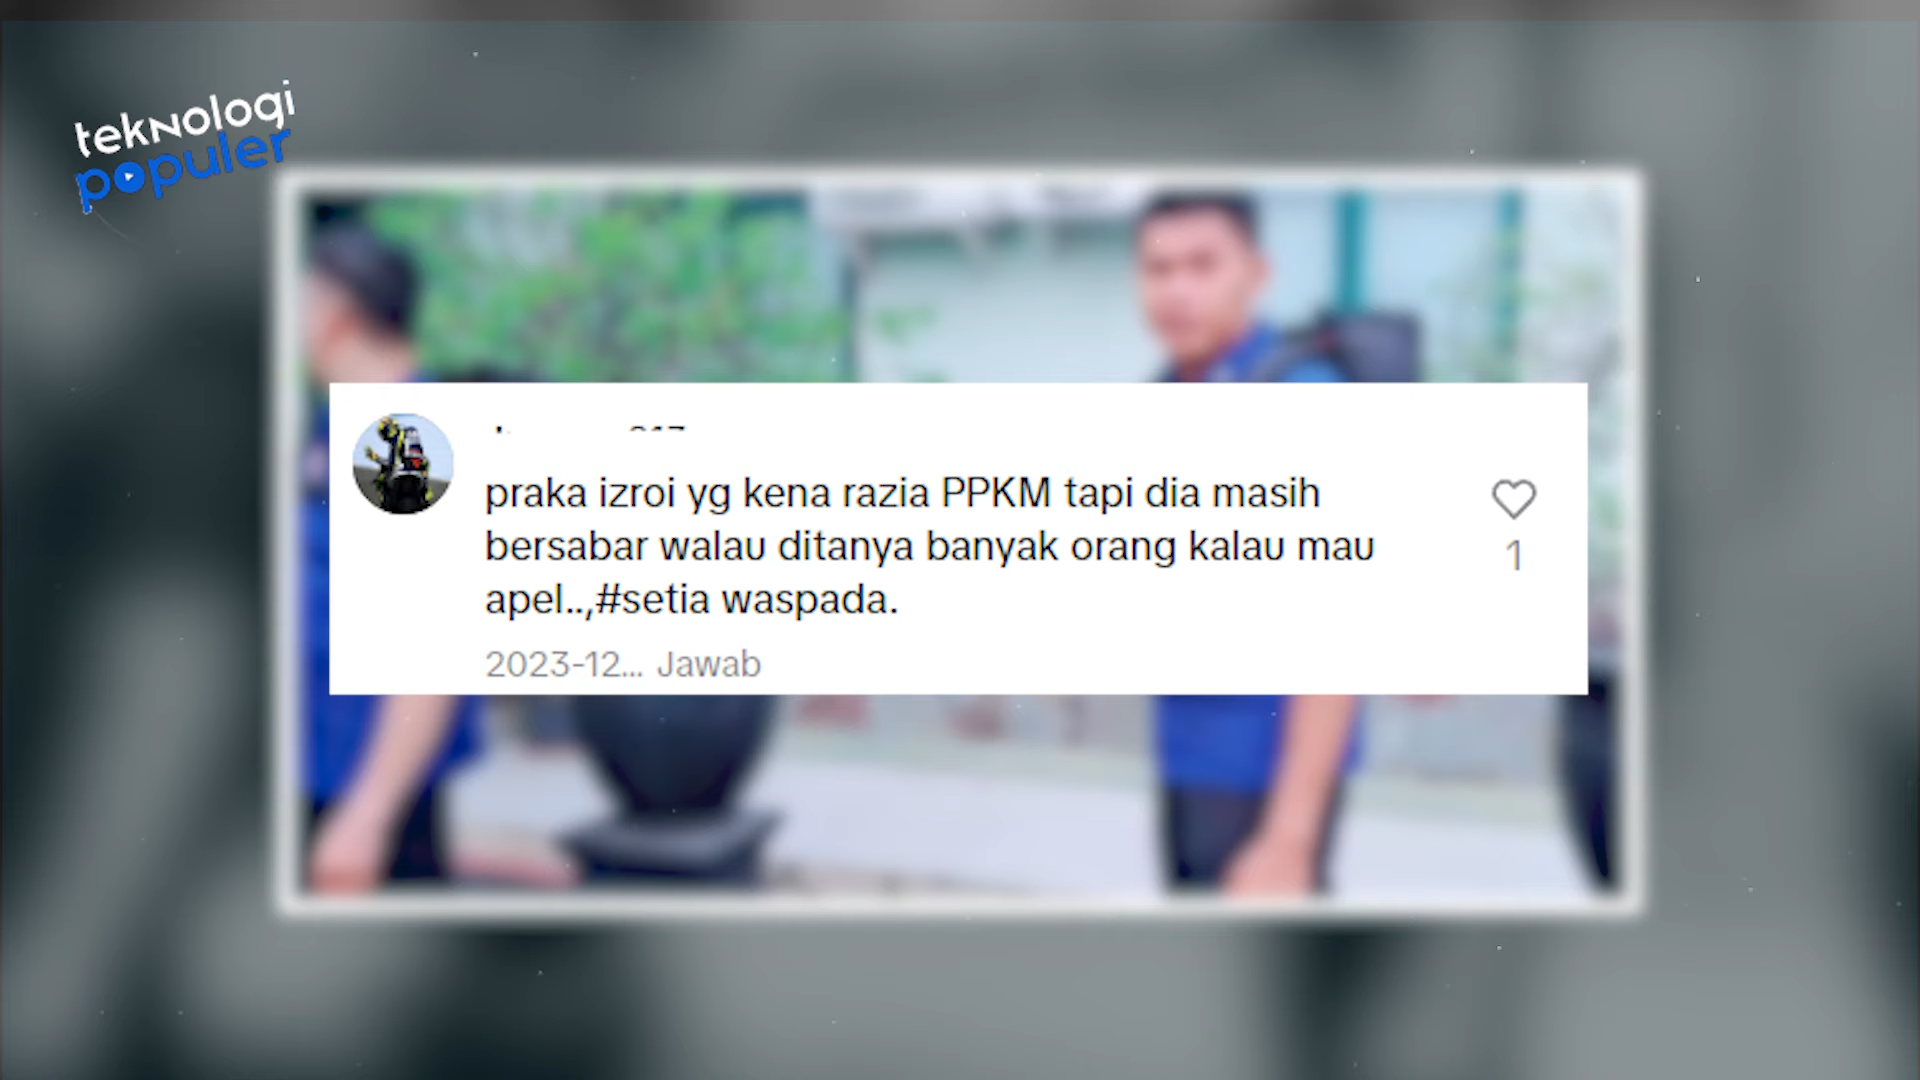 teknologi
populer
praka izroi yg kena razia PPKM tapi dia masih
bersabar walau ditanya banyak orang kalau mau
apel..,#setia waspada.
1
2023-12... Jawab